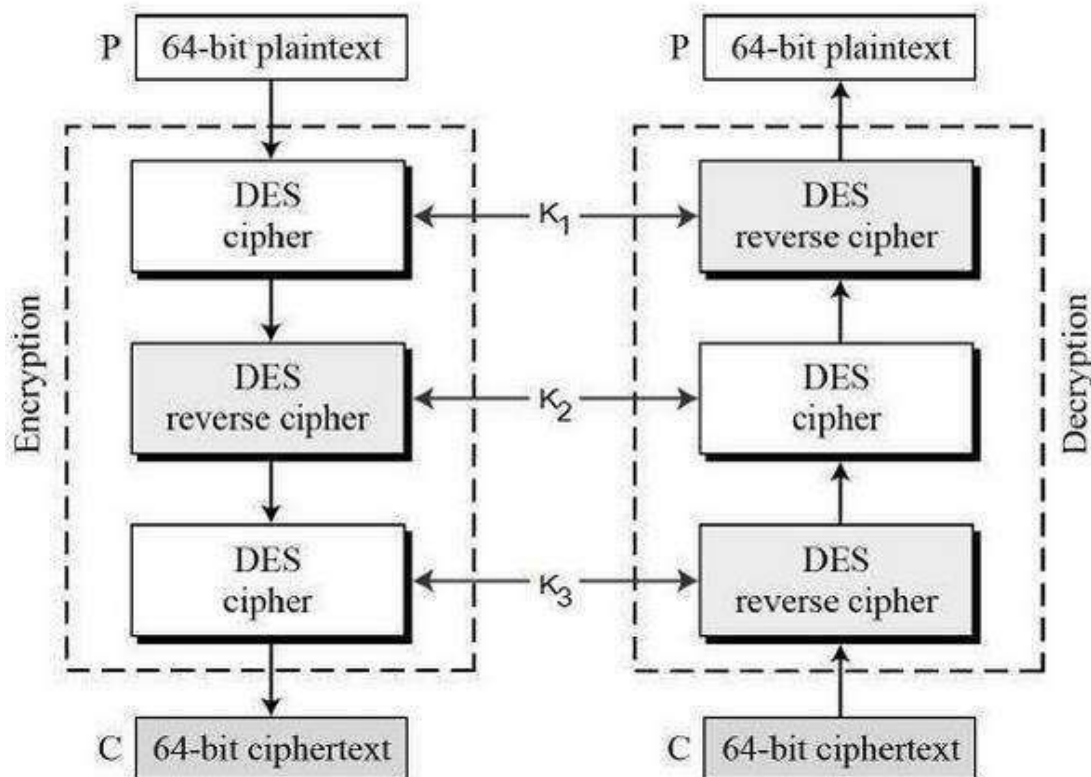 P 64-bit plaintext
DES
cipher
DES
reverse cipher
DES
cipher
C 64-bit ciphertext
Encryption
K1
K2
K3
P 64-bit plaintext
DES
reverse cipher
DES
cipher
DES
reverse cipher
C 64-bit ciphertext
Decryption